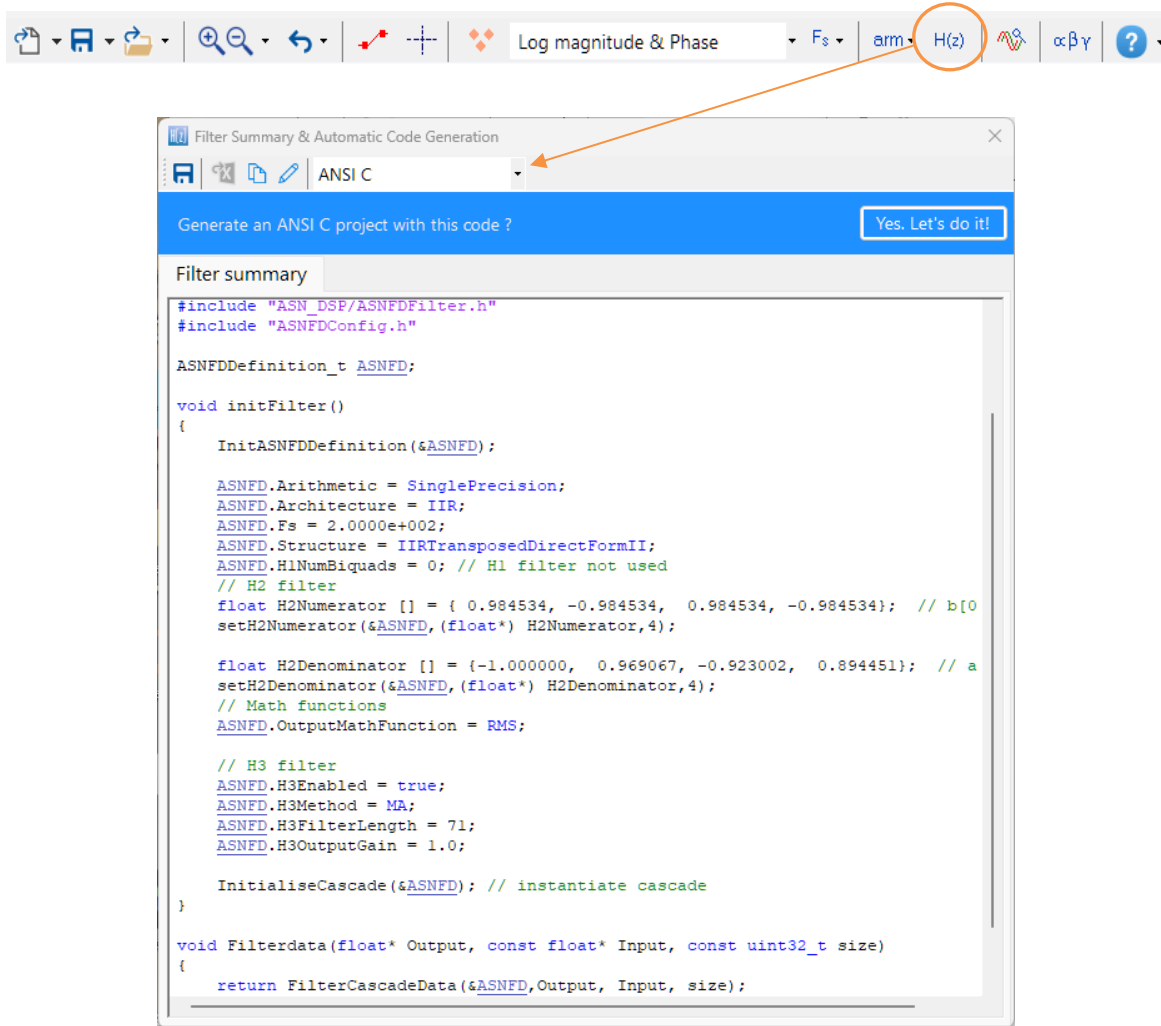 Log magnitude & Phase Fs arm H(z) αβγ ?
Filter Summary & Automatic Code Generation
ANSI C
Generate an ANSI C project with this code ? Yes. Let's do it!
Filter summary
#include "ASN_DSP/ASNFDFilter.h"
#include "ASNFDConfig.h"
ASNFDDefinition_t ASNFD;
void initFilter()
{
InitASNFDDefinition(&ASNFD);
ASNFD.Arithmetic = SinglePrecision;
ASNFD.Architecture = IIR;
ASNFD.Fs = 2.0000e+002;
ASNFD.Structure = IIRTransposedDirectFormII;
ASNFD.H1NumBiquads = 0; // H1 filter not used
// H2 filter
float H2Numerator [] = { 0.984534, -0.984534,  0.984534, -0.984534};  // b[0
setH2Numerator(&ASNFD,(float*) H2Numerator,4);
float H2Denominator [] = {-1.000000,  0.969067, -0.923002,  0.894451};  // a
setH2Denominator(&ASNFD,(float*) H2Denominator,4);
// Math functions
ASNFD.OutputMathFunction = RMS;
// H3 filter
ASNFD.H3Enabled = true;
ASNFD.H3Method = MA;
ASNFD.H3FilterLength = 71;
ASNFD.H3OutputGain = 1.0;
InitialiseCascade(&ASNFD); // instantiate cascade
}
void Filterdata(float* Output, const float* Input, const uint32_t size)
{
return FilterCascadeData(&ASNFD,Output, Input, size);